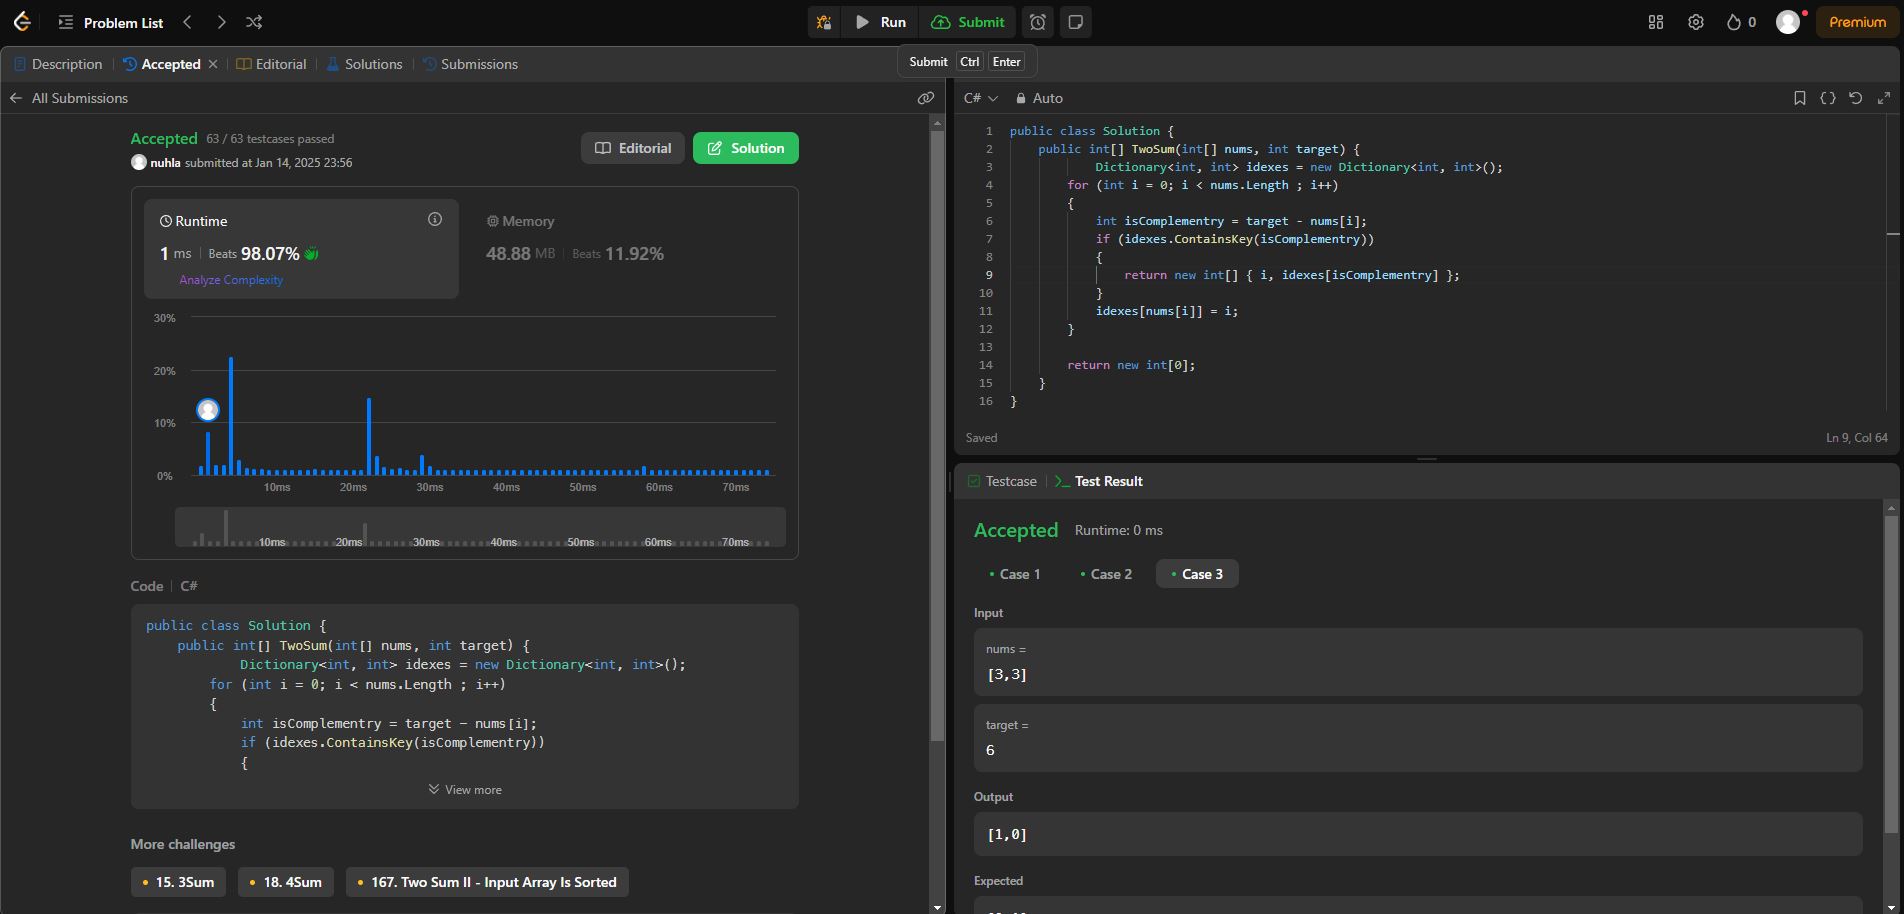 Problem List
Run
Submit
0
Premium
Description
Accepted
Editorial
Solutions
Submissions
Submit Ctrl Enter
All Submissions
Accepted 63 / 63 testcases passed
nuhla submitted at Jan 14, 2025 23:56
Editorial
Solution
Runtime
1 ms Beats 98.07%
Analyze Complexity
Memory
48.88 MB Beats 11.92%
30%
20%
10%
0%
10ms 20ms 30ms 40ms 50ms 60ms 70ms
10ms 20ms 30ms 40ms 50ms 60ms 70ms
Code C#
public class Solution {
public int[] TwoSum(int[] nums, int target) {
Dictionary<int, int> idexes = new Dictionary<int, int>();
for (int i = 0; i < nums.Length ; i++)
{
int isComplementry = target - nums[i];
if (idexes.ContainsKey(isComplementry))
{
View more
More challenges
15. 3Sum
18. 4Sum
167. Two Sum II - Input Array Is Sorted
C# Auto
1 public class Solution {
2 public int[] TwoSum(int[] nums, int target) {
3 Dictionary<int, int> idexes = new Dictionary<int, int>();
4 for (int i = 0; i < nums.Length ; i++)
5 {
6 int isComplementry = target - nums[i];
7 if (idexes.ContainsKey(isComplementry))
8 {
9 return new int[] { i, idexes[isComplementry] };
10 }
11 idexes[nums[i]] = i;
12 }
13
14 return new int[0];
15 }
16 }
Saved
Ln 9, Col 64
Testcase
Test Result
Accepted Runtime: 0 ms
Case 1
Case 2
Case 3
Input
nums =
[3,3]
target =
6
Output
[1,0]
Expected